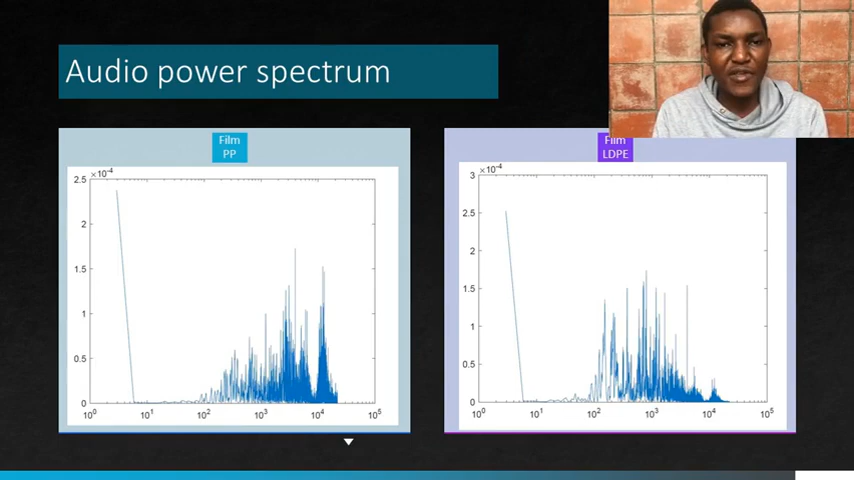 Audio power spectrum
Film
PP
×10⁻⁴
2.5
2
1.5
1
0.5
0
10⁰ 10¹ 10² 10³ 10⁴ 10⁵
Film
LDPE
×10⁻⁴
3
2.5
2
1.5
1
0.5
0
10⁰ 10¹ 10² 10³ 10⁴ 10⁵